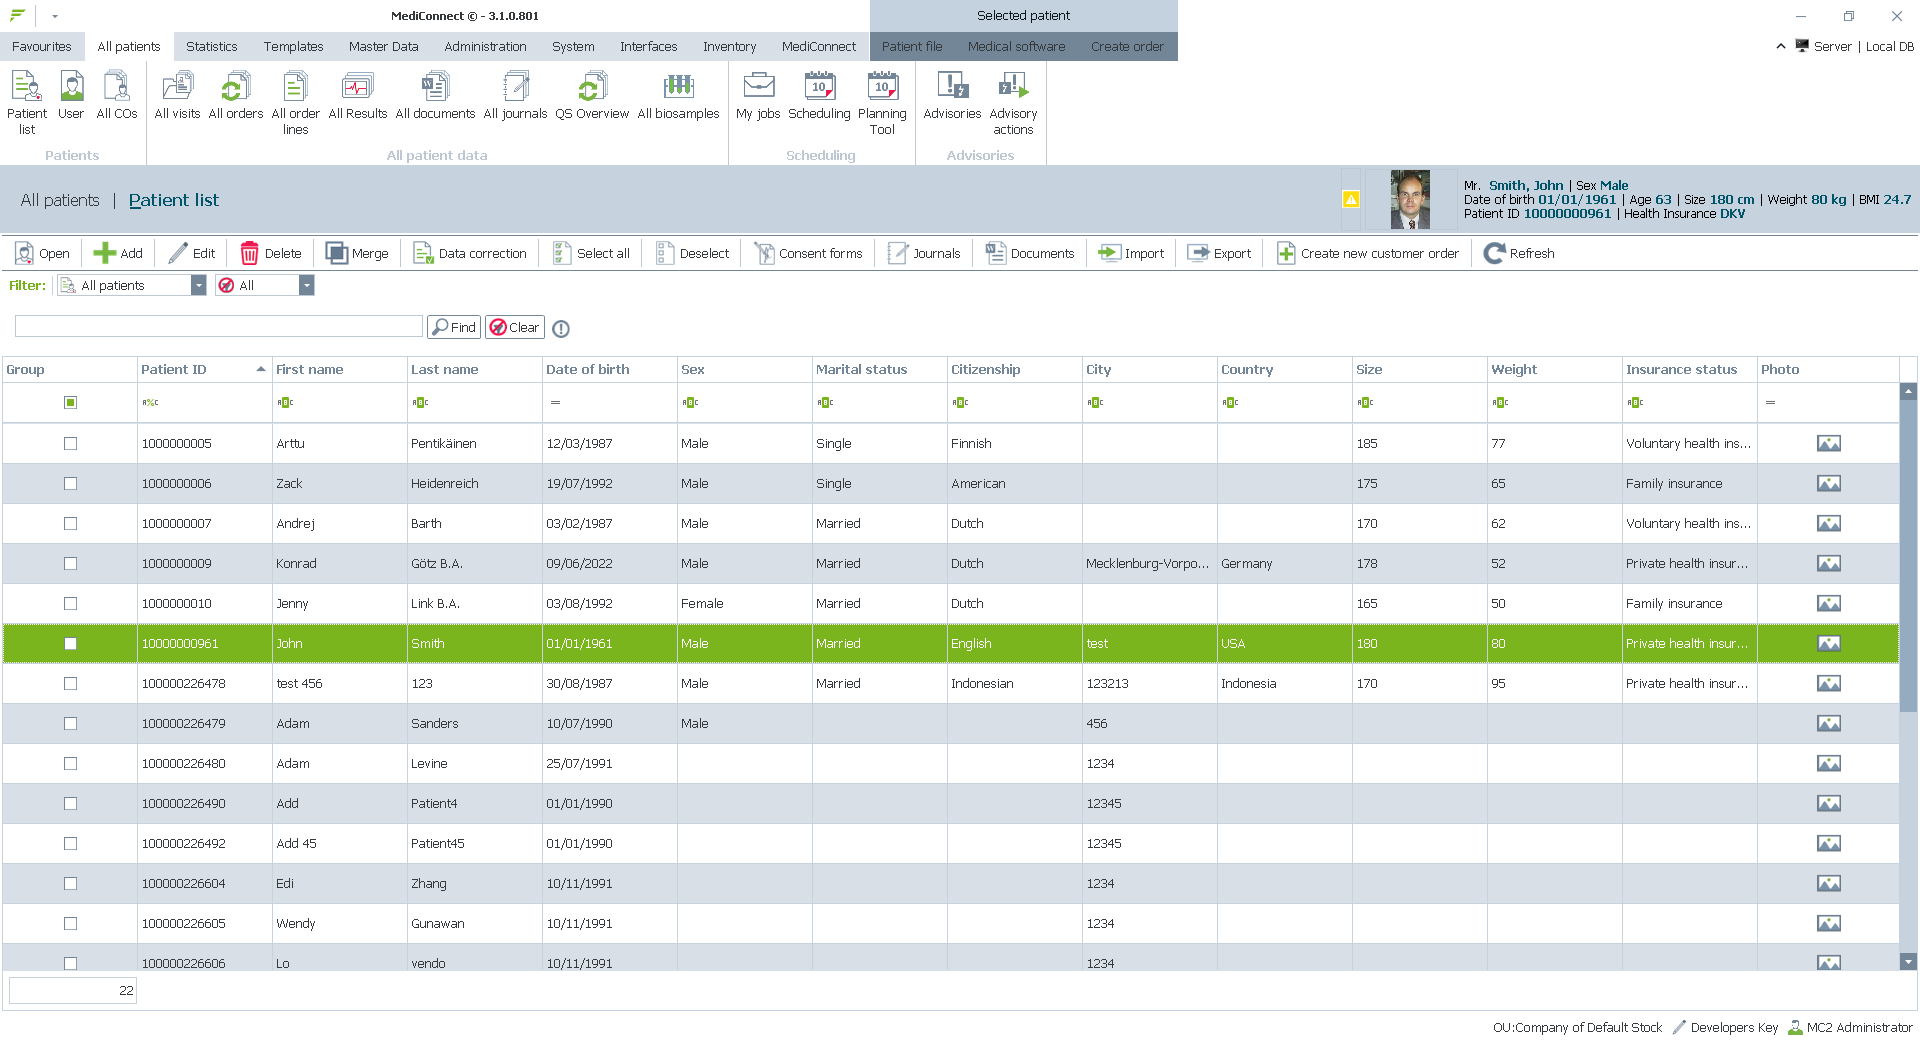 MediConnect © - 3.1.0.801
Selected patient
Favourites All patients Statistics Templates Master Data Administration System Interfaces Inventory MediConnect Patient file Medical software Create order
Server | Local DB
Patient list User All COs All visits All orders All order lines All Results All documents All journals QS Overview All biosamples My jobs Scheduling Planning Tool Advisories Advisory actions
Patients All patient data Scheduling Advisories
All patients | Patient list
Mr. Smith, John | Sex Male
Date of birth 01/01/1961 | Age 63 | Size 180 cm | Weight 80 kg | BMI 24.7
Patient ID 10000000961 | Health Insurance DKV
Open Add Edit Delete Merge Data correction Select all Deselect Consent forms Journals Documents Import Export Create new customer order Refresh
Filter: All patients All
Find Clear
Group Patient ID First name Last name Date of birth Sex Marital status Citizenship City Country Size Weight Insurance status Photo
1000000005 Arttu Pentikäinen 12/03/1987 Male Single Finnish 185 77 Voluntary health ins...
1000000006 Zack Heidenreich 19/07/1992 Male Single American 175 65 Family insurance
1000000007 Andrej Barth 03/02/1987 Male Married Dutch 170 62 Voluntary health ins...
1000000009 Konrad Götz B.A. 09/06/2022 Male Married Dutch Mecklenburg-Vorpo... Germany 178 52 Private health insur...
1000000010 Jenny Link B.A. 03/08/1992 Female Married Dutch 165 50 Family insurance
10000000961 John Smith 01/01/1961 Male Married English test USA 180 80 Private health insur...
100000226478 test 456 123 30/08/1987 Male Married Indonesian 123213 Indonesia 170 95 Private health insur...
100000226479 Adam Sanders 10/07/1990 Male 456
100000226480 Adam Levine 25/07/1991 1234
100000226490 Add Patient4 01/01/1990 12345
100000226492 Add 45 Patient45 01/01/1990 12345
100000226604 Edi Zhang 10/11/1991 1234
100000226605 Wendy Gunawan 10/11/1991 1234
100000226606 Lo vendo 10/11/1991 1234
22
OU:Company of Default Stock Developers Key MC2 Administrator